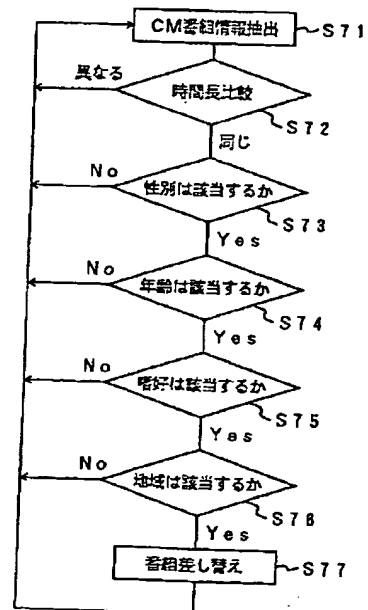 CM番組情報抽出 S71
異なる
時間長比較 S72
同じ
No
性別は該当するか S73
Yes
No
年齢は該当するか S74
Yes
No
嗜好は該当するか S75
Yes
No
地域は該当するか S76
Yes
番組差し替え S77